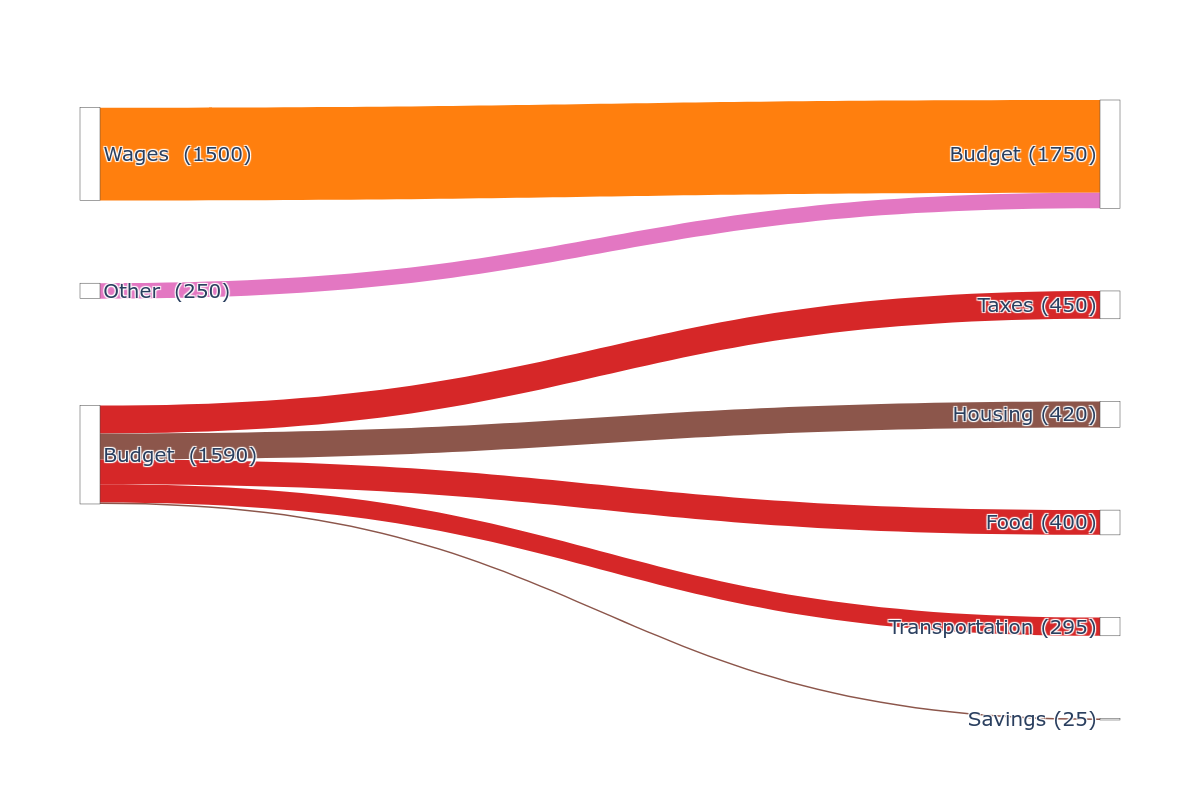 Wages  (1500)
Budget (1750)
Other  (250)
Taxes (450)
Housing (420)
Budget  (1590)
Food (400)
Transportation (295)
Savings (25)